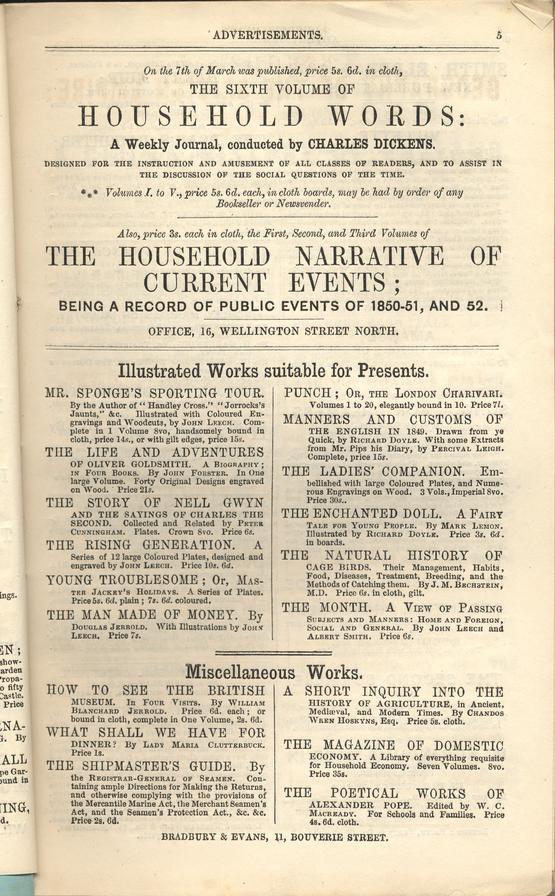 ADVERTISEMENTS. 5
On the 7th of March was published, price 5s. 6d. in cloth,
THE SIXTH VOLUME OF
HOUSEHOLD WORDS:
A Weekly Journal, conducted by CHARLES DICKENS.
DESIGNED FOR THE INSTRUCTION AND AMUSEMENT OF ALL CLASSES OF READERS, AND TO ASSIST IN
THE DISCUSSION OF THE SOCIAL QUESTIONS OF THE TIME.
*** Volumes I. to V., price 5s. 6d. each, in cloth boards, may be had by order of any
Bookseller or Newsvender.
Also, price 3s. each in cloth, the First, Second, and Third Volumes of
THE HOUSEHOLD NARRATIVE OF
CURRENT EVENTS;
BEING A RECORD OF PUBLIC EVENTS OF 1850-51, AND 52.
OFFICE, 16, WELLINGTON STREET NORTH.
Illustrated Works suitable for Presents.
MR. SPONGE'S SPORTING TOUR.
By the Author of "Handley Cross." "Jorrocks's
Jaunts," &c. Illustrated with Coloured En-
gravings and Woodcuts, by JOHN LEECH. Com-
plete in 1 Volume 8vo, handsomely bound in
cloth, price 14s., or with gilt edges, price 15s.
THE LIFE AND ADVENTURES
OF OLIVER GOLDSMITH. A BIOGRAPHY;
IN FOUR BOOKS. By JOHN FORSTER. In One
large Volume. Forty Original Designs engraved
on Wood. Price 21s.
THE STORY OF NELL GWYN
AND THE SAYINGS OF CHARLES THE
SECOND. Collected and Related by PETER
CUNNINGHAM. Plates. Crown 8vo. Price 6s.
THE RISING GENERATION. A
Series of 12 large Coloured Plates, designed and
engraved by JOHN LEECH. Price 10s. 6d.
YOUNG TROUBLESOME; Or, MAS-
TER JACKEY'S HOLIDAYS. A Series of Plates.
Price 5s. 6d. plain; 7s. 6d. coloured.
THE MAN MADE OF MONEY. By
DOUGLAS JERROLD. With Illustrations by JOHN
LEECH, Price 7s.
PUNCH; OR, THE LONDON CHARIVARI.
Volumes 1 to 20, elegantly bound in 10. Price 7l.
MANNERS AND CUSTOMS OF
THE ENGLISH IN 1849. Drawn from ye
Quick, by RICHARD DOYLE. With some Extracts
from Mr. Pips his Diary, by PERCIVAL LEIGH.
Complete, price 15s.
THE LADIES' COMPANION. Em-
bellished with large Coloured Plates, and Nume-
rous Engravings on Wood. 3 Vols., Imperial 8vo.
Price 30s..
THE ENCHANTED DOLL. A FAIRY
TALE FOR YOUNG PEOPLE. By MARK LEMON.
Illustrated by RICHARD DOYLE. Price 3s. 6d.
in boards.
THE NATURAL HISTORY OF
CAGE BIRDS. Their Management, Habits,
Food, Diseases, Treatment, Breeding, and the
Methods of Catching them. By J. M. BECHSTEIN,
M.D. Price 6s. in cloth, gilt.
THE MONTH. A VIEW OF PASSING
SUBJECTS AND MANNERS: HOME AND FOREIGN,
SOCIAL AND GENERAL. By JOHN LEECH and
ALBERT SMITH. Price 6s.
Miscellaneous Works.
HOW TO SEE THE BRITISH
MUSEUM. IN FOUR VISITS. By WILLIAM
BLANCHARD JERROLD. Price 6d. each; or
bound in cloth, complete in One Volume, 2s. 6d.
WHAT SHALL WE HAVE FOR
DINNER? By LADY MARIA CLUTTERBUCK.
Price 1s.
THE SHIPMASTER'S GUIDE. By
the REGISTRAR-GENERAL OF SEAMEN. Con-
taining ample Directions for Making the Returns,
and otherwise complying with the provisions of
the Mercantile Marine Act, the Merchant Seamen's
Act, and the Seamen's Protection Act., &c. &c.
Price 2s. 6d.
A SHORT INQUIRY INTO THE
HISTORY OF AGRICULTURE, in Ancient,
Mediæval, and Modern Times. By CHANDOS
WREN HOSKYNS, Esq. Price 5s. cloth.
THE MAGAZINE OF DOMESTIC
ECONOMY. A Library of everything requisite
for Household Economy. Seven Volumes. 8vo.
Price 35s.
THE POETICAL WORKS OF
ALEXANDER POPE. Edited by W. C.
MACREADY. For Schools and Families. Price
4s. 6d. cloth.
BRADBURY & EVANS, 11, BOUVERIE STREET.